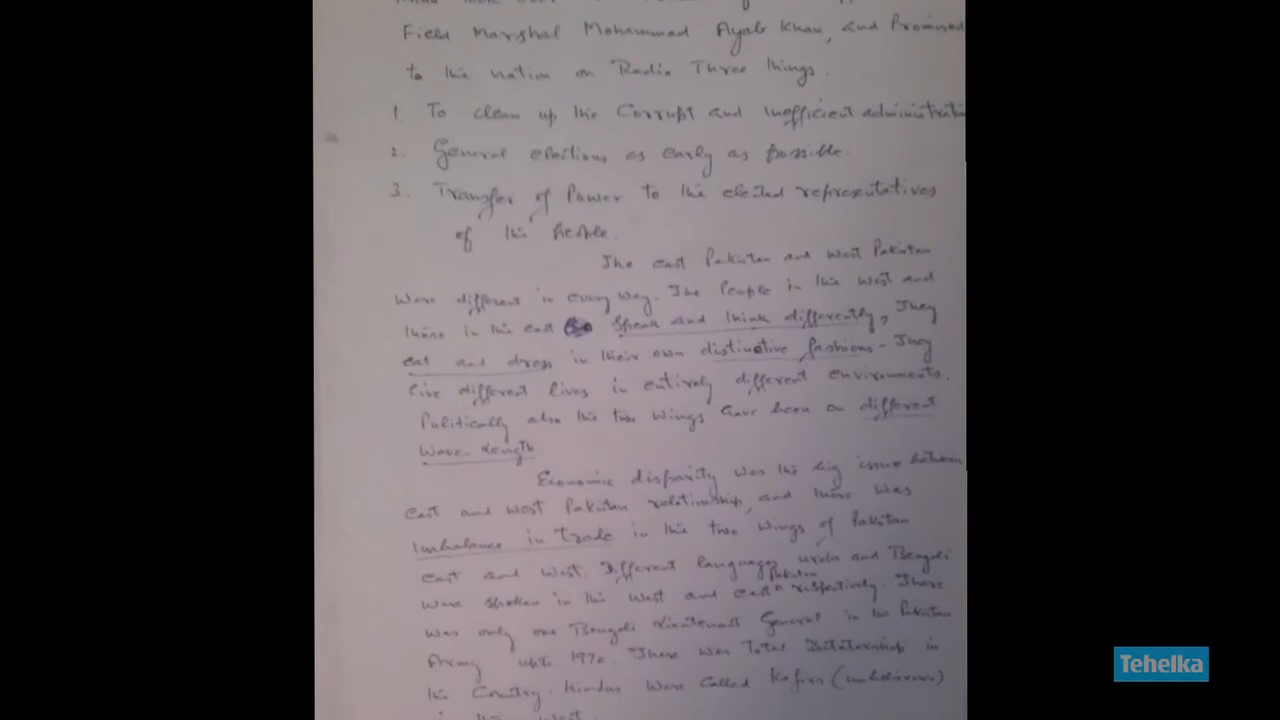 Field Marshal Mohammad Ayab Khan, and Promised
to the nation on Radio Three things.
1. To clean up the Corrupt and inefficient administrati
2. General elections as early as possible.
3. Transfer of Power to the elected representatives
of the people.
The east Pakistan and West Pakistan
Were different in every way. The People in the West and
those in the east speak and think differently, They
eat and dress in their own distinctive fashions. They
live different lives in entirely different environments.
Politically also the two wings have been on different
Wave-length.
Economic disparity was the big issue between
east and West Pakistan relationship, and there was
imbalance in trade in the two wings of Pakistan
east and West. Different languages urdu and Bengali
were spoken in the West and east Pakistan respectively. There
was only one Bengali Lieutenant General in the Pakistan
Army upto 1970. There was Total Dictatorship in
the Country. Hindus were called Kafirs (unbelievers)
in the West
Tehelka